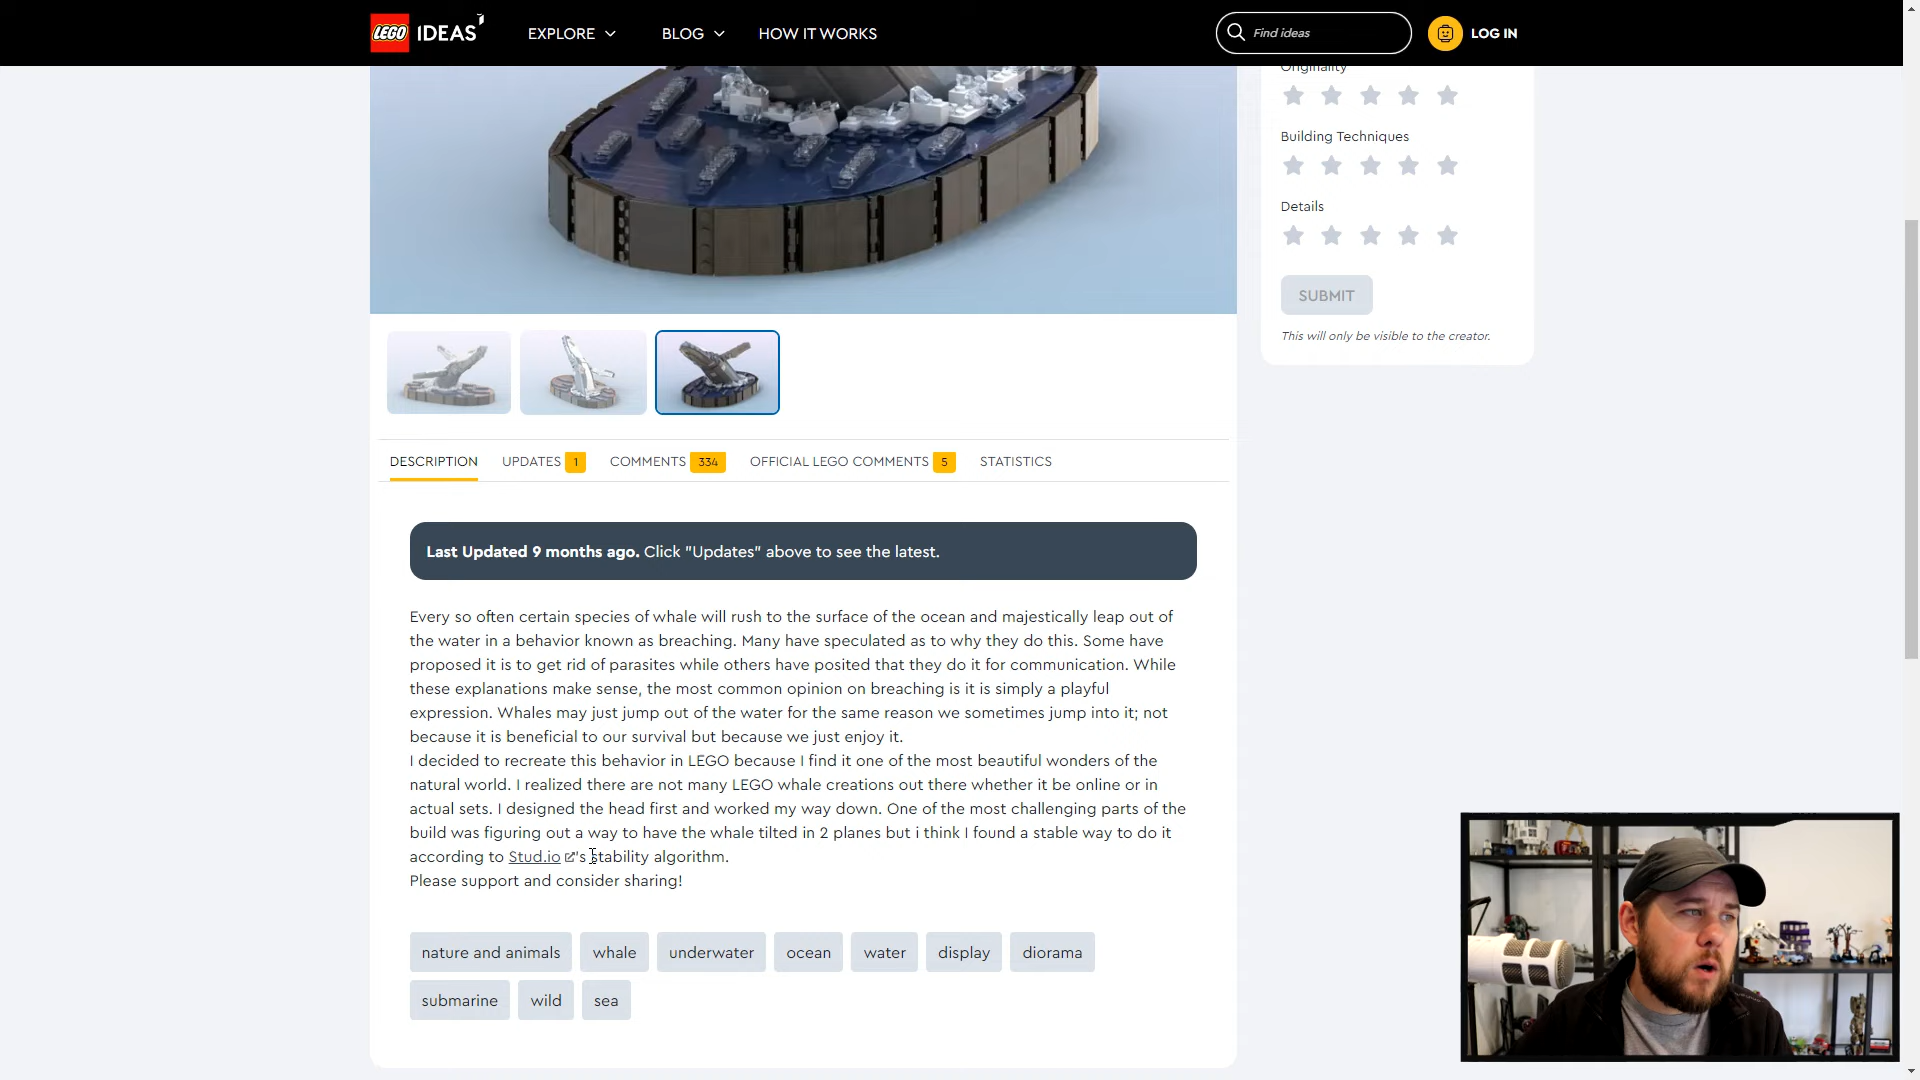 LEGO IDEAS
EXPLORE
BLOG
HOW IT WORKS
Find ideas
LOG IN
Originality
Building Techniques
Details
SUBMIT
This will only be visible to the creator.
DESCRIPTION
UPDATES 1
COMMENTS 334
OFFICIAL LEGO COMMENTS 5
STATISTICS
Last Updated 9 months ago. Click "Updates" above to see the latest.
Every so often certain species of whale will rush to the surface of the ocean and majestically leap out of
the water in a behavior known as breaching. Many have speculated as to why they do this. Some have
proposed it is to get rid of parasites while others have posited that they do it for communication. While
these explanations make sense, the most common opinion on breaching is it is simply a playful
expression. Whales may just jump out of the water for the same reason we sometimes jump into it; not
because it is beneficial to our survival but because we just enjoy it.
I decided to recreate this behavior in LEGO because I find it one of the most beautiful wonders of the
natural world. I realized there are not many LEGO whale creations out there whether it be online or in
actual sets. I designed the head first and worked my way down. One of the most challenging parts of the
build was figuring out a way to have the whale tilted in 2 planes but i think I found a stable way to do it
according to Stud.io's stability algorithm.
Please support and consider sharing!
nature and animals
whale
underwater
ocean
water
display
diorama
submarine
wild
sea